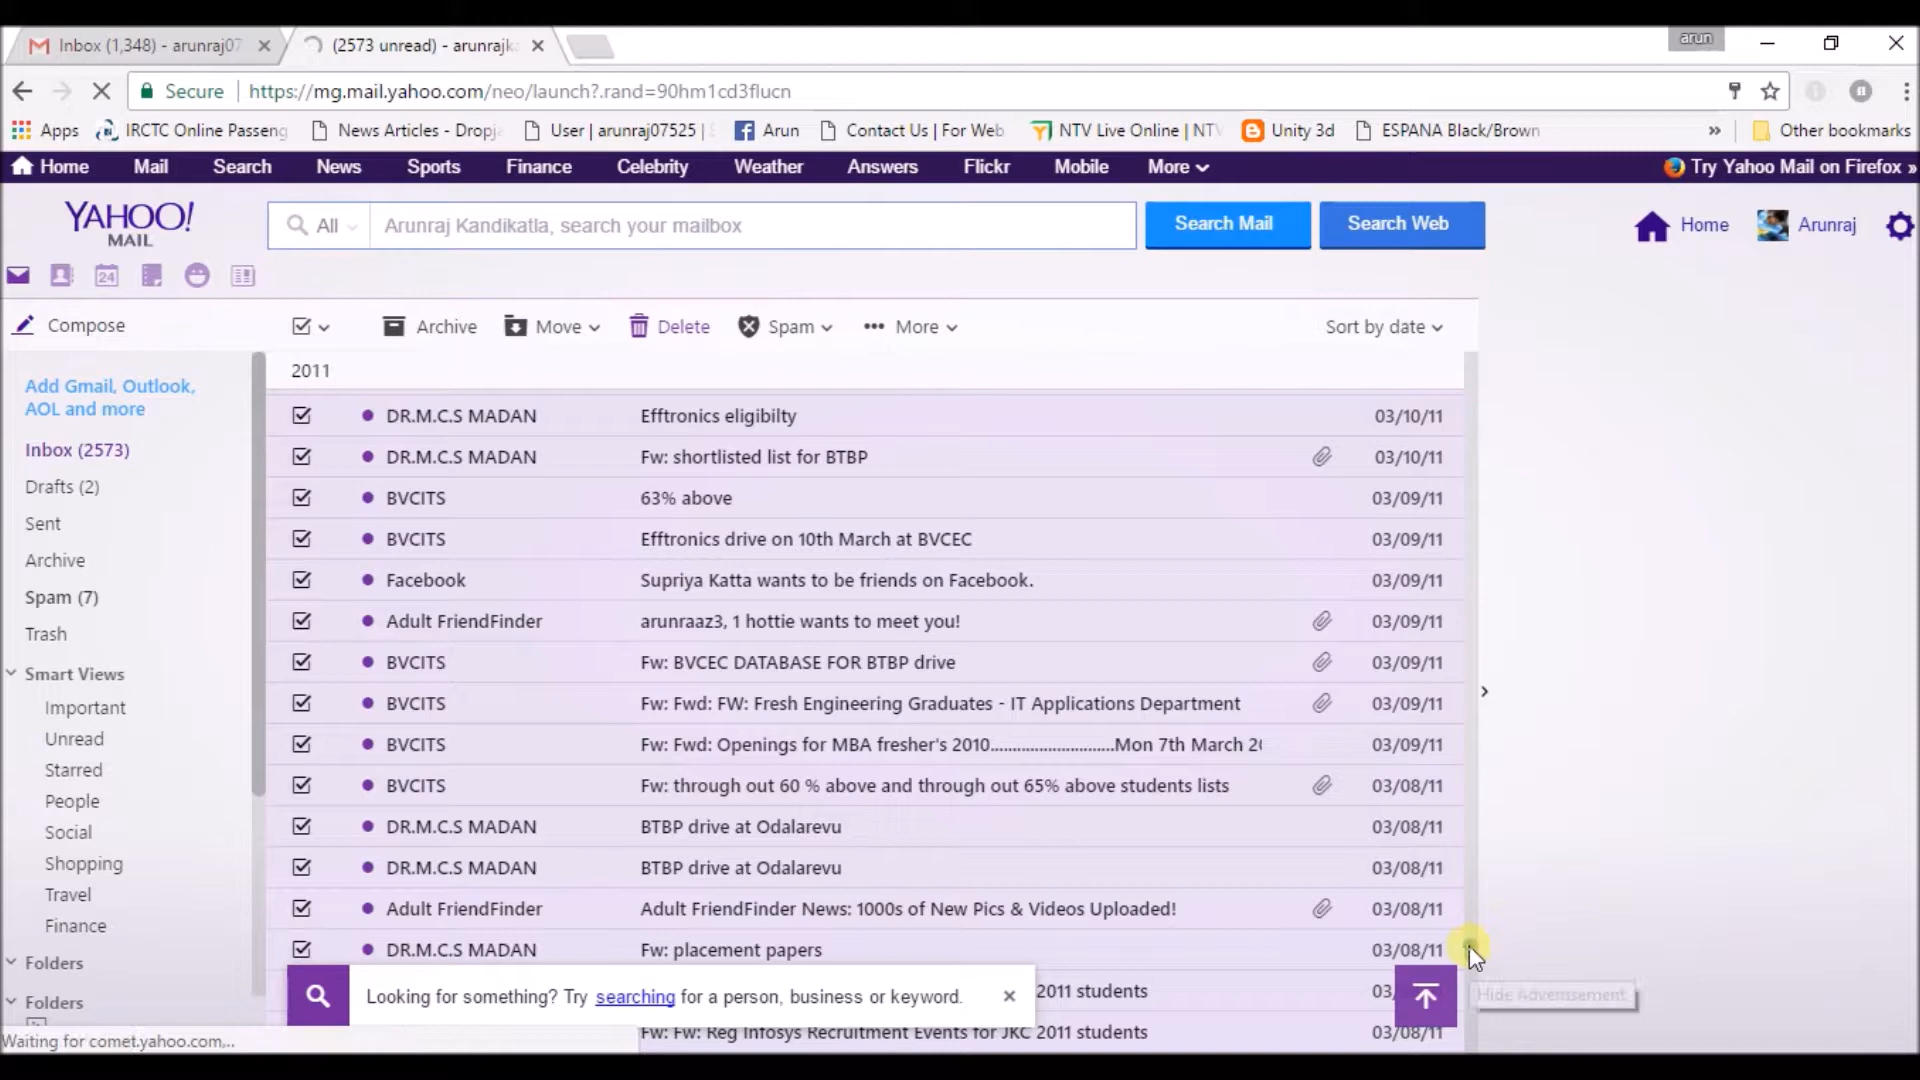 Inbox (1,348) - arunraj07
(2573 unread) - arunrajk
arun
Secure https://mg.mail.yahoo.com/neo/launch?.rand=90hm1cd3flucn
Apps IRCTC Online Passeng News Articles - Dropj User | arunraj07525 | Arun Contact Us | For Web NTV Live Online | NTV Unity 3d ESPANA Black/Brown » Other bookmarks
Home Mail Search News Sports Finance Celebrity Weather Answers Flickr Mobile More Try Yahoo Mail on Firefox »
YAHOO!
MAIL
All Arunraj Kandikatla, search your mailbox Search Mail Search Web Home Arunraj
24
Compose Archive Move Delete Spam ••• More Sort by date
2011
Add Gmail, Outlook,
AOL and more
Inbox (2573)
Drafts (2)
Sent
Archive
Spam (7)
Trash
Smart Views
Important
Unread
Starred
People
Social
Shopping
Travel
Finance
Folders
Folders
DR.M.C.S MADAN Efftronics eligibilty 03/10/11
DR.M.C.S MADAN Fw: shortlisted list for BTBP 03/10/11
BVCITS 63% above 03/09/11
BVCITS Efftronics drive on 10th March at BVCEC 03/09/11
Facebook Supriya Katta wants to be friends on Facebook. 03/09/11
Adult FriendFinder arunraaz3, 1 hottie wants to meet you! 03/09/11
BVCITS Fw: BVCEC DATABASE FOR BTBP drive 03/09/11
BVCITS Fw: Fwd: FW: Fresh Engineering Graduates - IT Applications Department 03/09/11
BVCITS Fw: Fwd: Openings for MBA fresher's 2010............................Mon 7th March 20 03/09/11
BVCITS Fw: through out 60 % above and through out 65% above students lists 03/08/11
DR.M.C.S MADAN BTBP drive at Odalarevu 03/08/11
DR.M.C.S MADAN BTBP drive at Odalarevu 03/08/11
Adult FriendFinder Adult FriendFinder News: 1000s of New Pics & Videos Uploaded! 03/08/11
DR.M.C.S MADAN Fw: placement papers 03/08/11
Looking for something? Try searching for a person, business or keyword. ×
2011 students 03/
Hide Advertisement
Fw: Fw: Reg Infosys Recruitment Events for JKC 2011 students 03/08/11
Waiting for comet.yahoo.com...